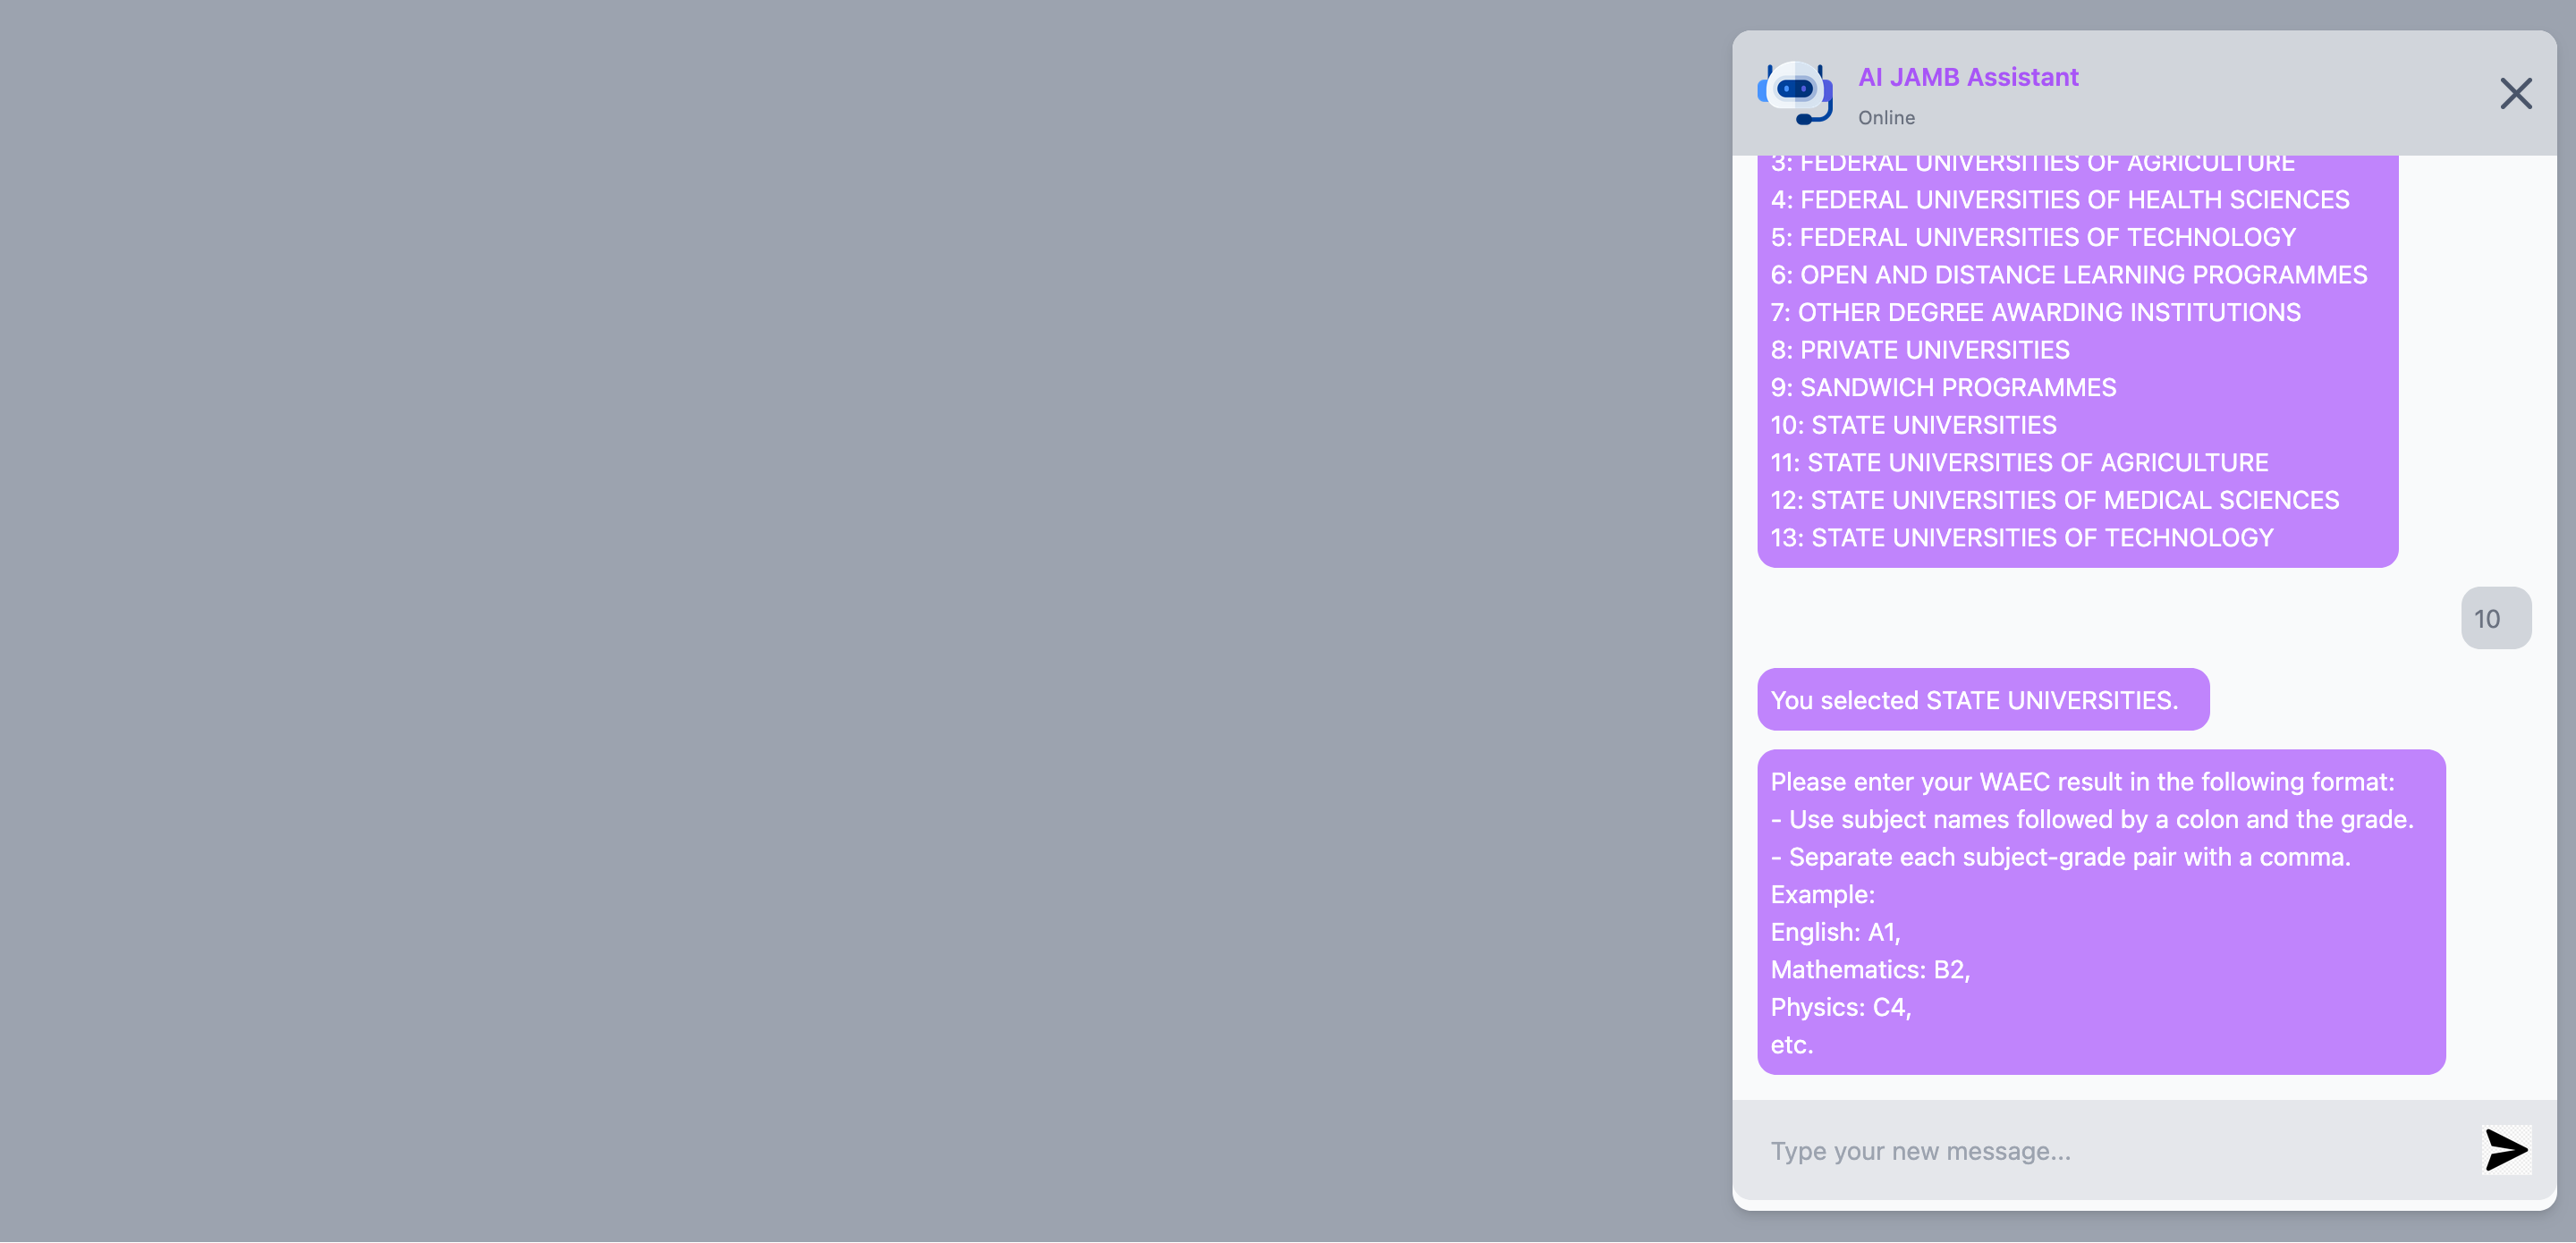 AI JAMB Assistant
Online
3: FEDERAL UNIVERSITIES OF AGRICULTURE
4: FEDERAL UNIVERSITIES OF HEALTH SCIENCES
5: FEDERAL UNIVERSITIES OF TECHNOLOGY
6: OPEN AND DISTANCE LEARNING PROGRAMMES
7: OTHER DEGREE AWARDING INSTITUTIONS
8: PRIVATE UNIVERSITIES
9: SANDWICH PROGRAMMES
10: STATE UNIVERSITIES
11: STATE UNIVERSITIES OF AGRICULTURE
12: STATE UNIVERSITIES OF MEDICAL SCIENCES
13: STATE UNIVERSITIES OF TECHNOLOGY
10
You selected STATE UNIVERSITIES.
Please enter your WAEC result in the following format:
- Use subject names followed by a colon and the grade.
- Separate each subject-grade pair with a comma.
Example:
English: A1,
Mathematics: B2,
Physics: C4,
etc.
Type your new message...